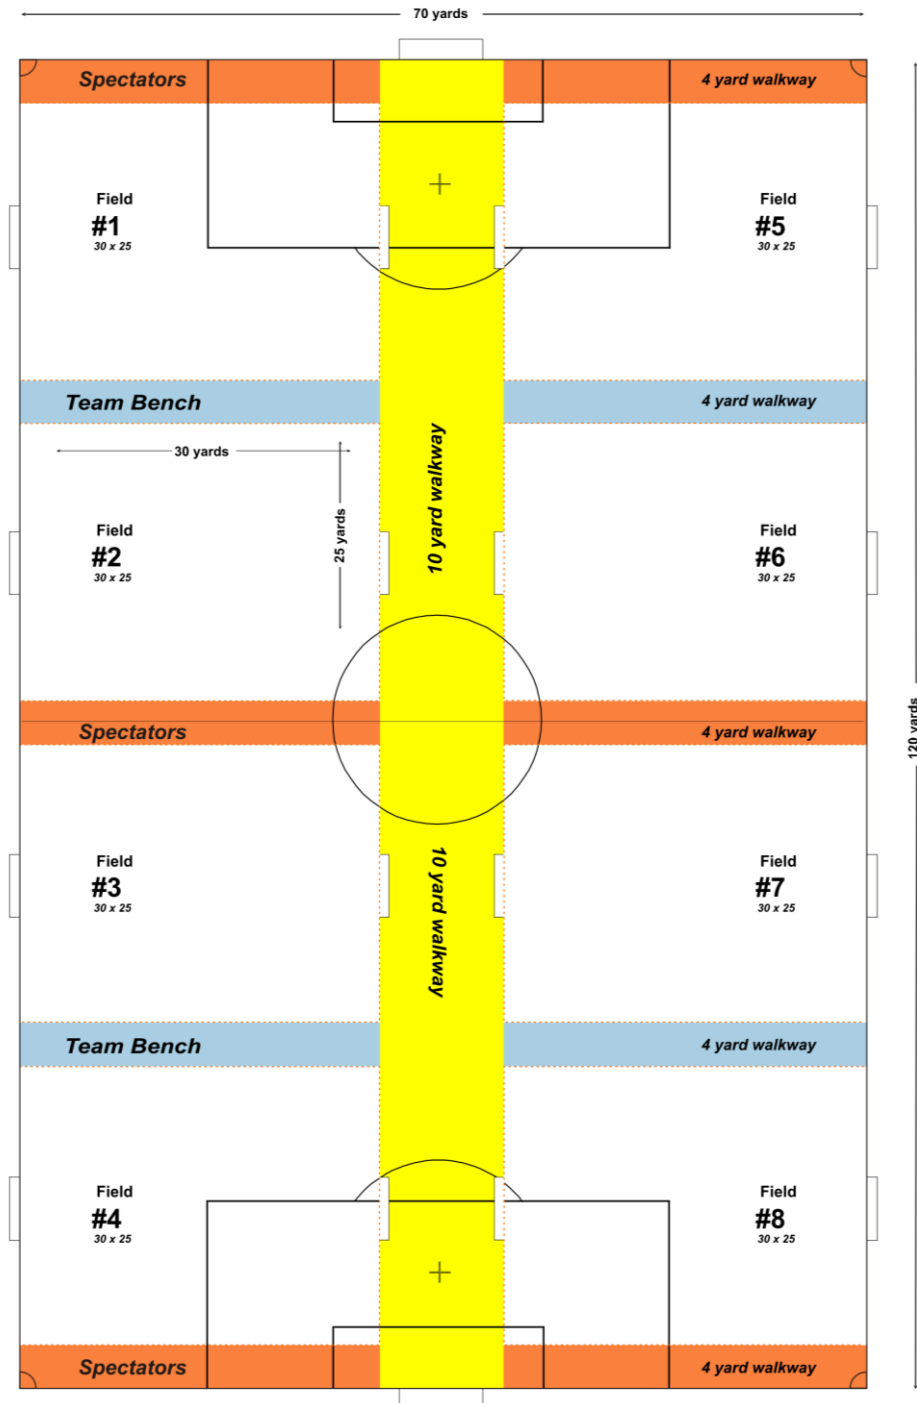 70 yards
Spectators
4 yard walkway
Field
#1
30 x 25
Field
#5
30 x 25
Team Bench
4 yard walkway
30 yards
25 yards
10 yard walkway
Field
#2
30 x 25
Field
#6
30 x 25
Spectators
4 yard walkway
120 yards
Field
#3
30 x 25
10 yard walkway
Field
#7
30 x 25
Team Bench
4 yard walkway
Field
#4
30 x 25
Field
#8
30 x 25
Spectators
4 yard walkway